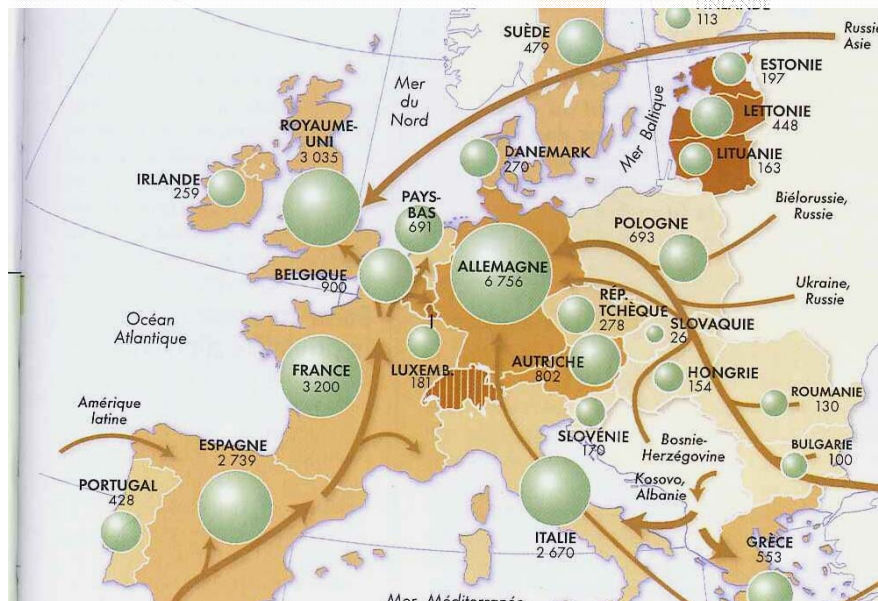 FINLANDE
113
SUÈDE
479
Russie
Asie
ESTONIE
197
LETTONIE
448
LITUANIE
163
Mer
du
Nord
Mer Baltique
ROYAUME-
UNI
3 035
IRLANDE
259
DANEMARK
270
PAYS-
BAS
691
Biélorussie,
Russie
POLOGNE
693
BELGIQUE
900
ALLEMAGNE
6 756
Ukraine,
Russie
RÉP.
TCHÈQUE
278
SLOVAQUIE
26
Océan
Atlantique
FRANCE
3 200
LUXEMB.
181
AUTRICHE
802
HONGRIE
154
ROUMANIE
130
Amérique
latine
ESPAGNE
2 739
SLOVÉNIE
170
Bosnie-
Herzégovine
BULGARIE
100
Kosovo,
Albanie
PORTUGAL
428
ITALIE
2 670
GRÈCE
553
Mer Méditerranée